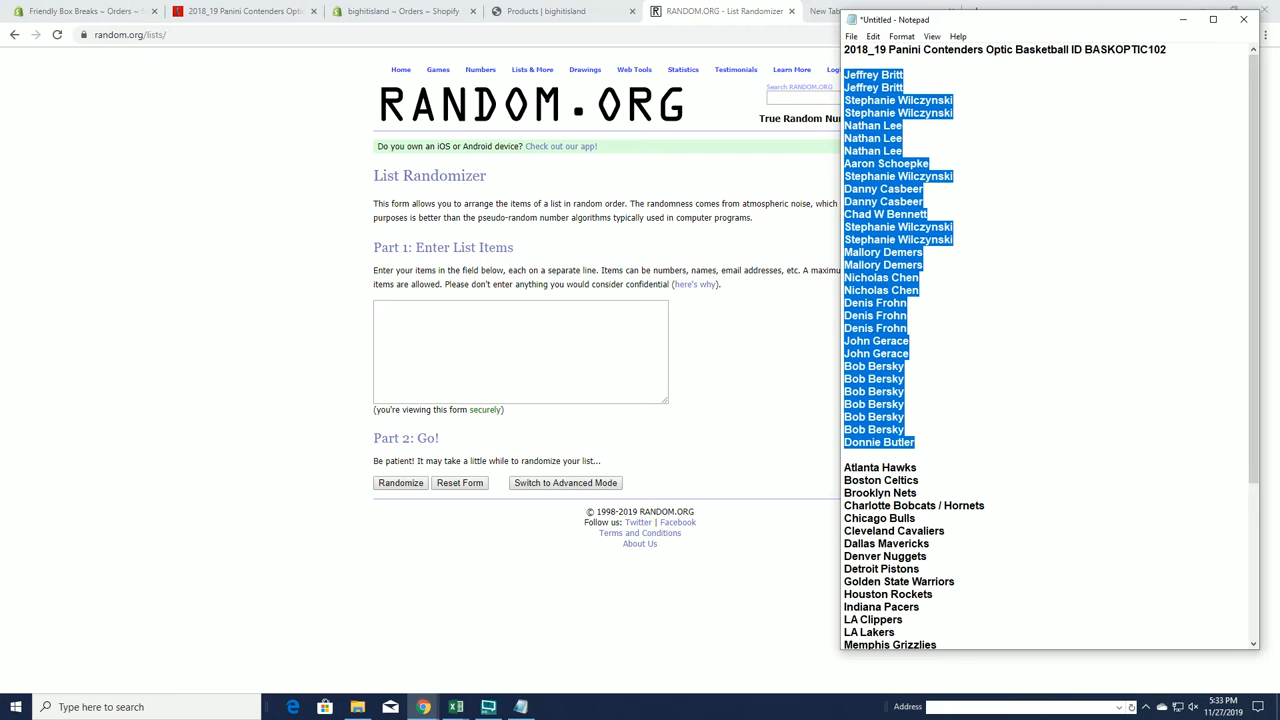 Friendly Box Breaks ~ Orders ~ S
2018_19 Panini Contenders Opti
bighitisland ~ Orders ~ Shopify
Products | bighitisland
RANDOM.ORG - List Randomizer
New Tab
random.org/lists/
Home
Games
Numbers
Lists & More
Drawings
Web Tools
Statistics
Testimonials
Learn More
Log
Search RANDOM.ORG
RANDOM.ORG
True Random Nu
Do you own an iOS or Android device? Check out our app!
List Randomizer
This form allows you to arrange the items of a list in random order. The randomness comes from atmospheric noise, which
purposes is better than the pseudo-random number algorithms typically used in computer programs.
Part 1: Enter List Items
Enter your items in the field below, each on a separate line. Items can be numbers, names, email addresses, etc. A maximu
items are allowed. Please don't enter anything you would consider confidential (here's why).
(you're viewing this form securely)
Part 2: Go!
Be patient! It may take a little while to randomize your list...
Randomize
Reset Form
Switch to Advanced Mode
© 1998-2019 RANDOM.ORG
Follow us: Twitter | Facebook
Terms and Conditions
About Us
*Untitled - Notepad
File
Edit
Format
View
Help
2018_19 Panini Contenders Optic Basketball ID BASKOPTIC102
Jeffrey Britt
Jeffrey Britt
Stephanie Wilczynski
Stephanie Wilczynski
Nathan Lee
Nathan Lee
Nathan Lee
Aaron Schoepke
Stephanie Wilczynski
Danny Casbeer
Danny Casbeer
Chad W Bennett
Stephanie Wilczynski
Stephanie Wilczynski
Mallory Demers
Mallory Demers
Nicholas Chen
Nicholas Chen
Denis Frohn
Denis Frohn
Denis Frohn
John Gerace
John Gerace
Bob Bersky
Bob Bersky
Bob Bersky
Bob Bersky
Bob Bersky
Bob Bersky
Donnie Butler
Atlanta Hawks
Boston Celtics
Brooklyn Nets
Charlotte Bobcats / Hornets
Chicago Bulls
Cleveland Cavaliers
Dallas Mavericks
Denver Nuggets
Detroit Pistons
Golden State Warriors
Houston Rockets
Indiana Pacers
LA Clippers
LA Lakers
Memphis Grizzlies
Type here to search
Address
5:33 PM
11/27/2019